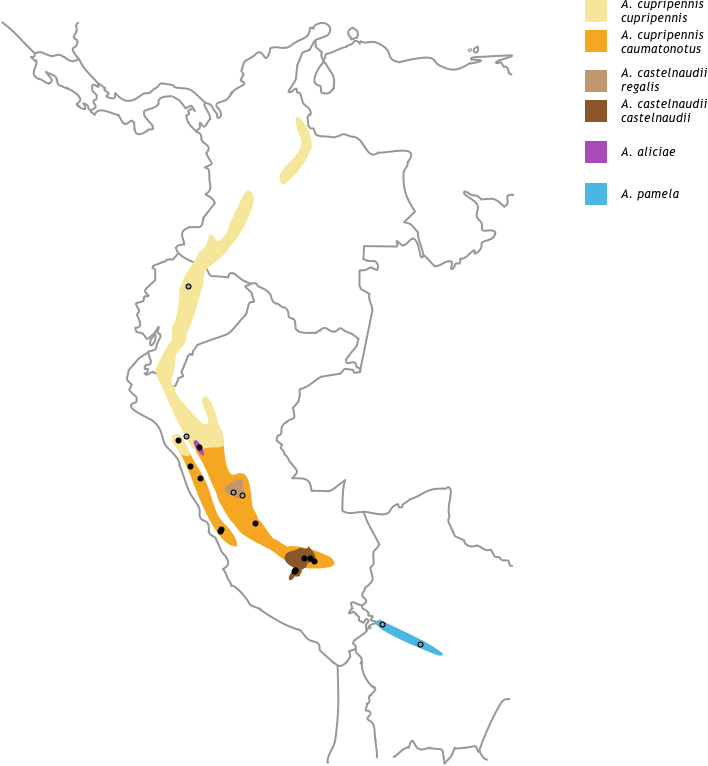 A. cupripennis
cupripennis
A. cupripennis
caumatonotus
A. castelnaudii
regalis
A. castelnaudii
castelnaudii
A. aliciae
A. pamela